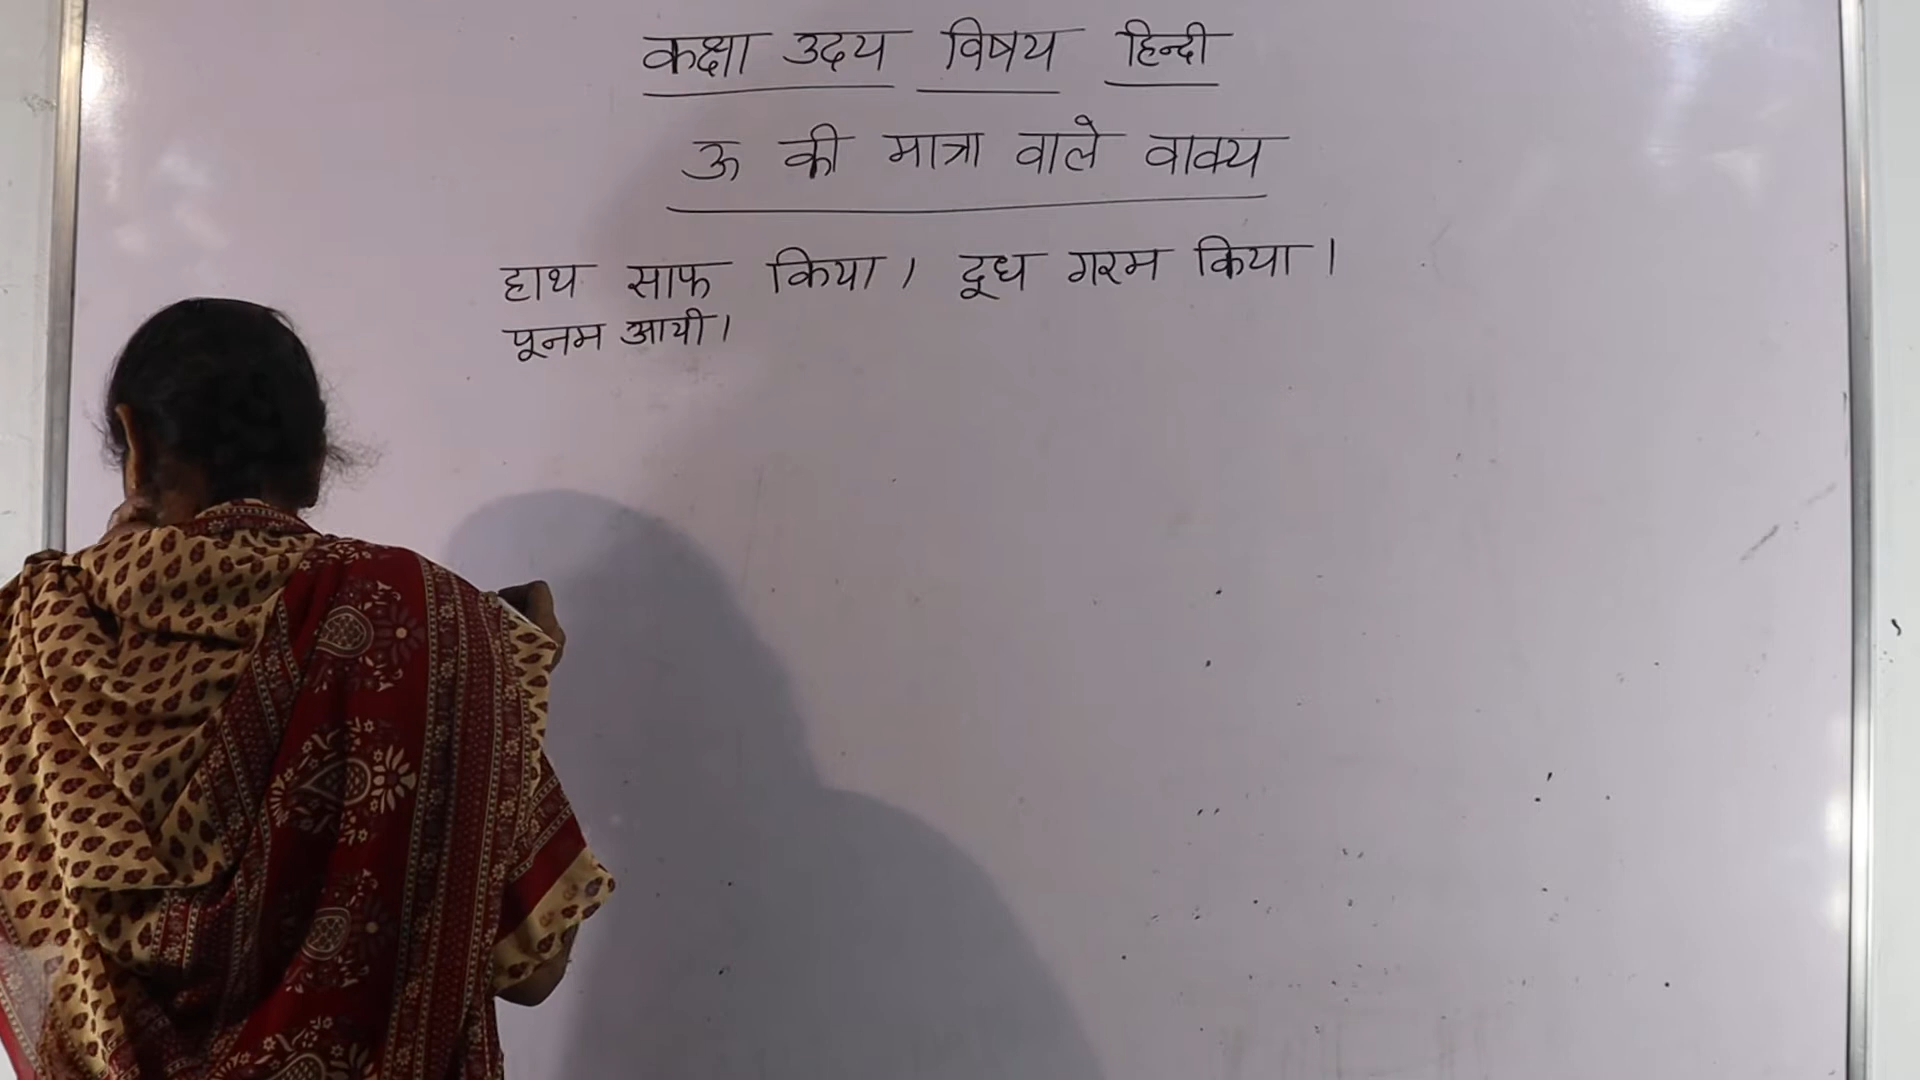 कक्षा उदय विषय हिन्दी
ऊ की मात्रा वाले वाक्य
हाथ साफ किया। दूध गरम किया।
पूनम आयी।